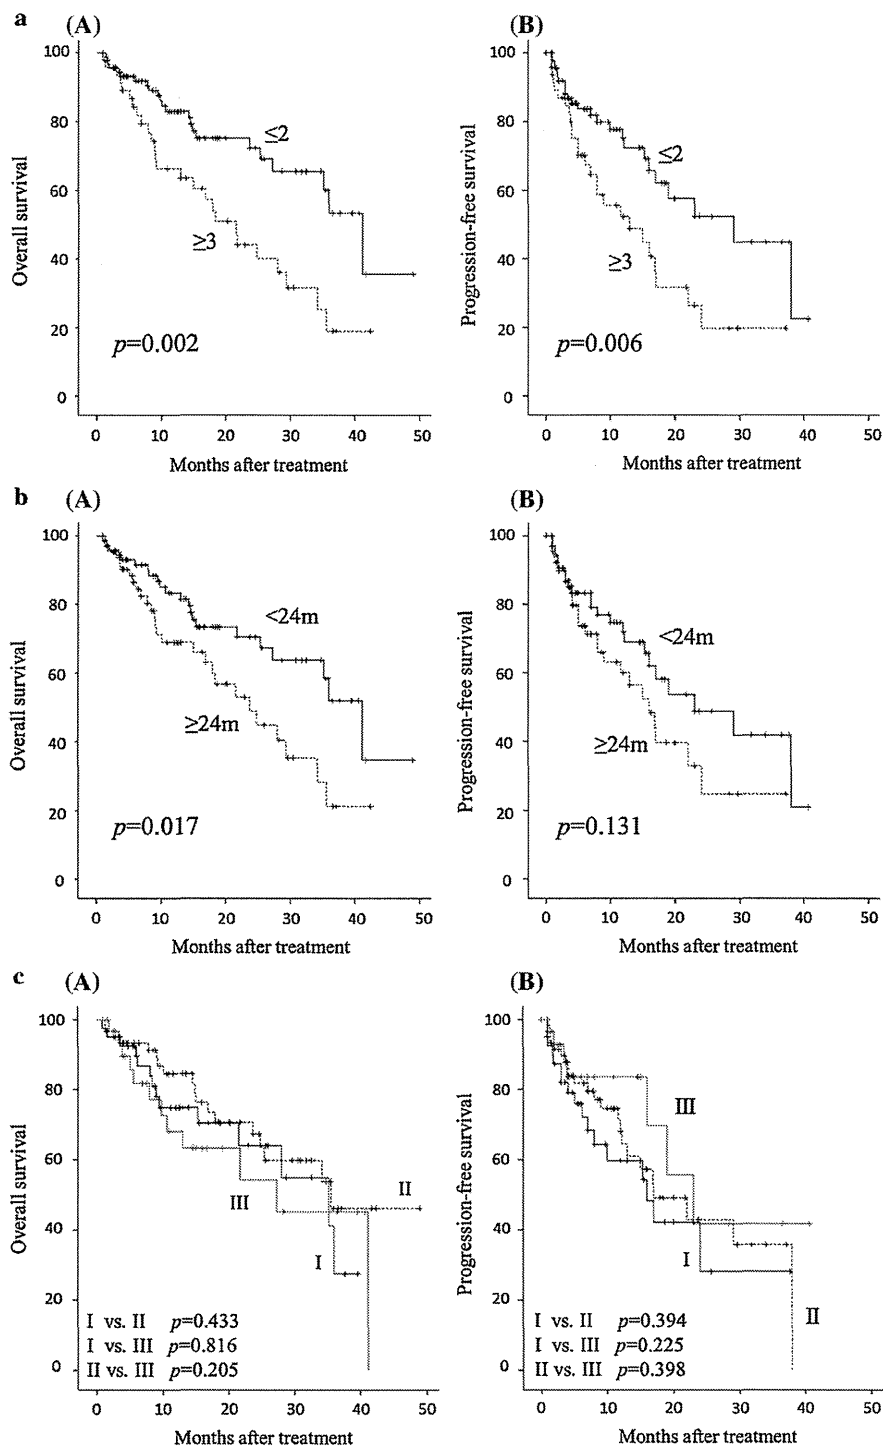 a (A) (B)
100 100
80 80
60 60
40 40
20 20
0 0
Overall survival
Progression-free survival
≤2
≥3
p=0.002
≤2
≥3
p=0.006
0 10 20 30 40 50
0 10 20 30 40 50
Months after treatment
Months after treatment
b (A) (B)
100 100
80 80
60 60
40 40
20 20
0 0
Overall survival
Progression-free survival
<24m
≥24m
p=0.017
<24m
≥24m
p=0.131
0 10 20 30 40 50
0 10 20 30 40 50
Months after treatment
Months after treatment
c (A) (B)
100 100
80 80
60 60
40 40
20 20
0 0
Overall survival
Progression-free survival
II
III
I
I vs. II p=0.433
I vs. III p=0.816
II vs. III p=0.205
III
I
II
I vs. II p=0.394
I vs. III p=0.225
II vs. III p=0.398
0 10 20 30 40 50
0 10 20 30 40 50
Months after treatment
Months after treatment